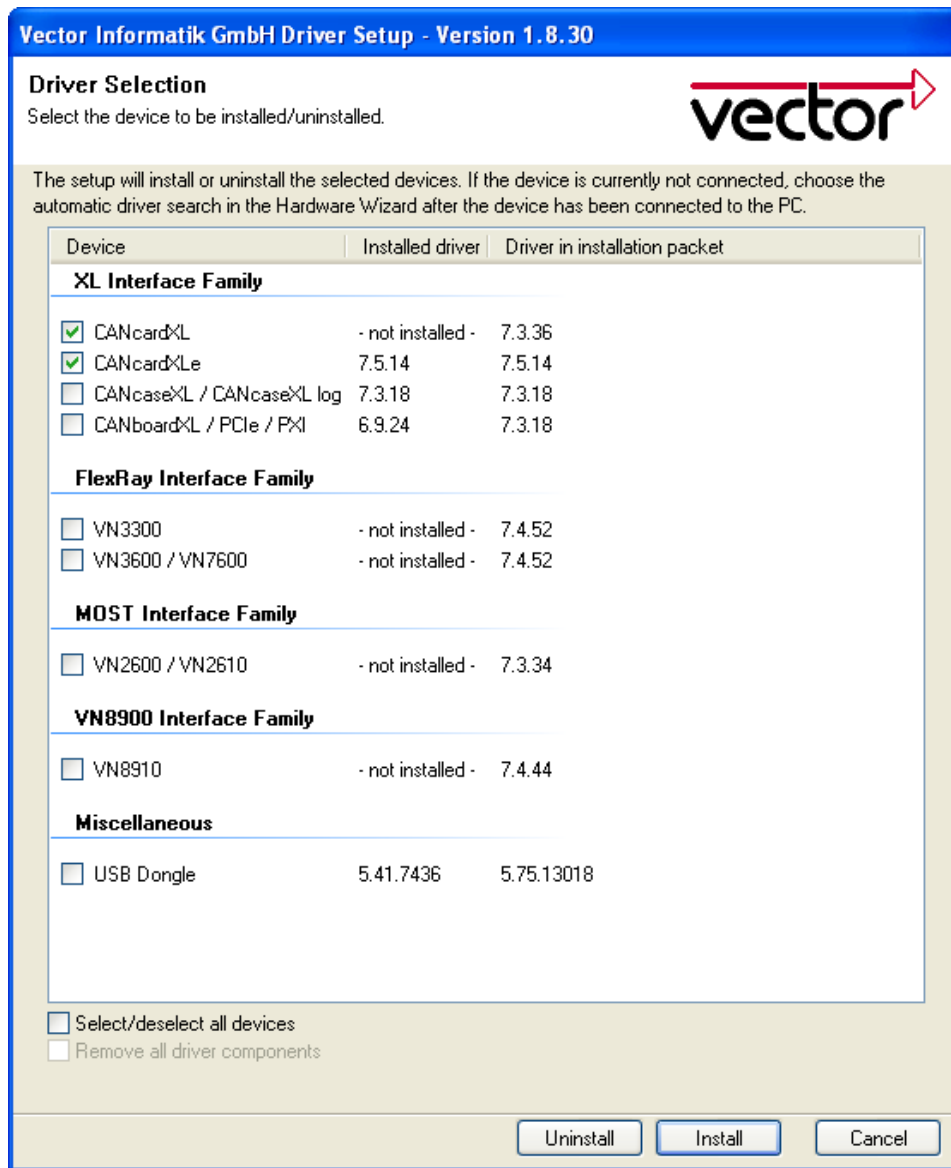 Vector Informatik GmbH Driver Setup - Version 1.8.30
Driver Selection
Select the device to be installed/uninstalled.
vector
The setup will install or uninstall the selected devices. If the device is currently not connected, choose the
automatic driver search in the Hardware Wizard after the device has been connected to the PC.
Device Installed driver Driver in installation packet
XL Interface Family
CANcardXL - not installed - 7.3.36
CANcardXLe 7.5.14 7.5.14
CANcaseXL / CANcaseXL log 7.3.18 7.3.18
CANboardXL / PCIe / PXI 6.9.24 7.3.18
FlexRay Interface Family
VN3300 - not installed - 7.4.52
VN3600 / VN7600 - not installed - 7.4.52
MOST Interface Family
VN2600 / VN2610 - not installed - 7.3.34
VN8900 Interface Family
VN8910 - not installed - 7.4.44
Miscellaneous
USB Dongle 5.41.7436 5.75.13018
Select/deselect all devices
Remove all driver components
Uninstall Install Cancel